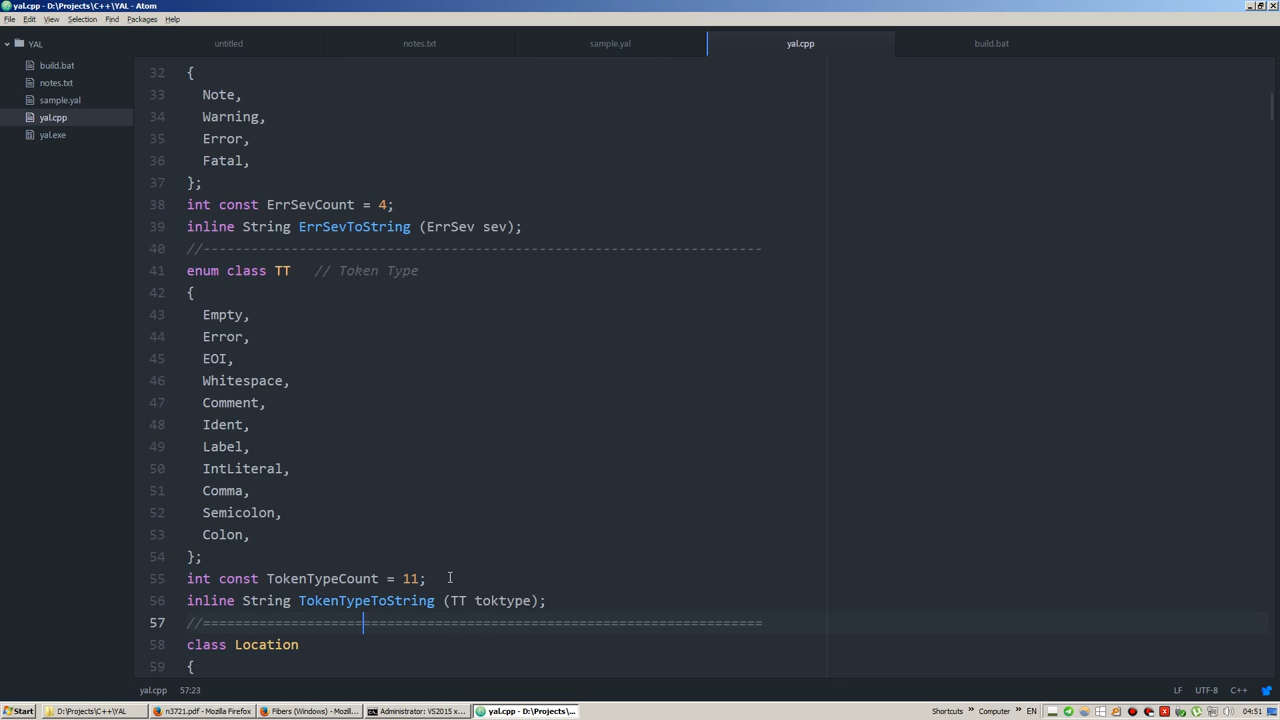 yal.cpp - D:\Projects\C++\YAL - Atom
File Edit View Selection Find Packages Help
YAL
untitled
notes.txt
sample.yal
yal.cpp
build.bat
build.bat
notes.txt
sample.yal
yal.cpp
yal.exe
32 {
33 Note,
34 Warning,
35 Error,
36 Fatal,
37 };
38 int const ErrSevCount = 4;
39 inline String ErrSevToString (ErrSev sev);
40 //----------------------------------------------------------------------
41 enum class TT   // Token Type
42 {
43 Empty,
44 Error,
45 EOI,
46 Whitespace,
47 Comment,
48 Ident,
49 Label,
50 IntLiteral,
51 Comma,
52 Semicolon,
53 Colon,
54 };
55 int const TokenTypeCount = 11;
56 inline String TokenTypeToString (TT toktype);
57 //======================================================================
58 class Location
59 {
yal.cpp 57:23
LF UTF-8 C++
Start
D:\Projects\C++\YAL
n3721.pdf - Mozilla Firefox
Fibers (Windows) - Mozil...
Administrator: VS2015 x...
yal.cpp - D:\Projects\...
Shortcuts » Computer » EN
04:51